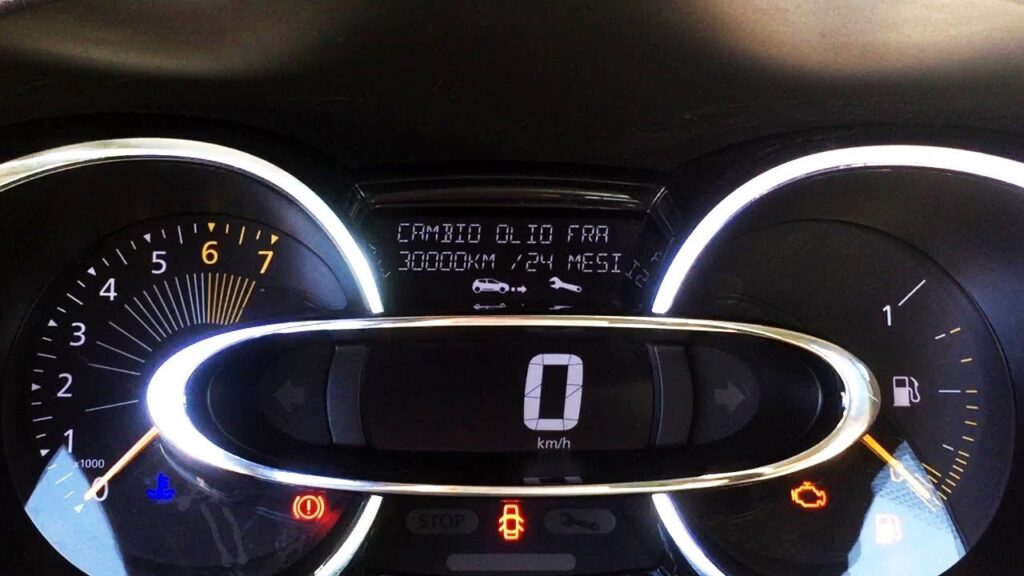 CAMBIO OLIO FRA
30000KM /24 MESI
7
6
5
4
3
2
1
x1000
0
0
km/h
1
STOP